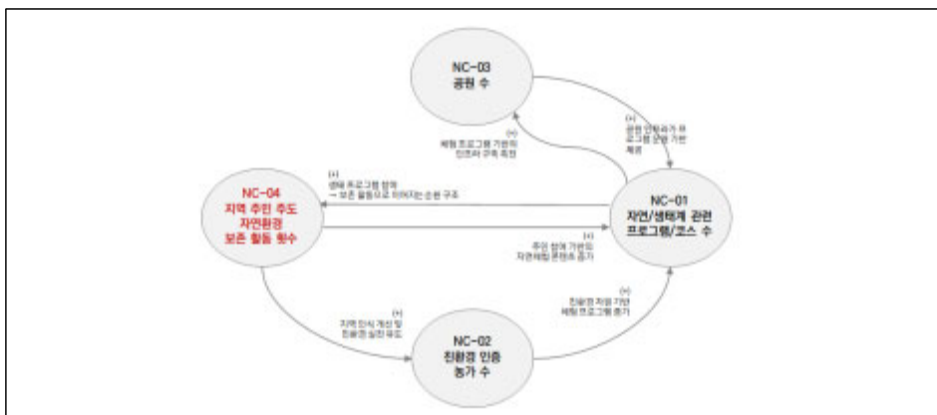 NC-03
공원 수
(+)
공원 인프라가 프
로그램 운영 기반
제공
(+)
체험 프로그램 기반의
인프라 구축 촉진
(+)
생태 프로그램 참여
→ 보존 활동으로 이어지는 순환 구조
NC-04
지역 주민 주도
자연환경
보존 활동 횟수
NC-01
자연/생태계 관련
프로그램/코스 수
(+)
주민 참여 기반의
자연체험 콘텐츠 증가
(+)
친환경 자원 기반
체험 프로그램 증가
(+)
지역 인식 개선 및
친환경 실천 유도
NC-02
친환경 인증
농가 수